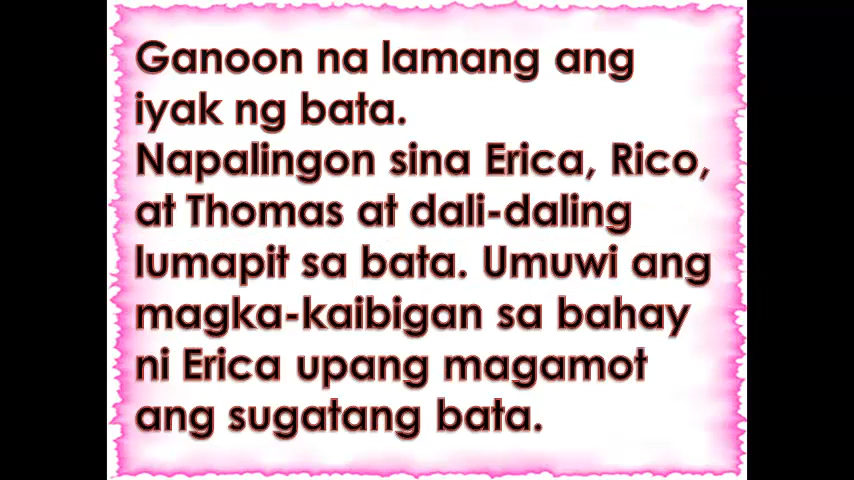 Ganoon na lamang ang
iyak ng bata.
Napalingon sina Erica, Rico,
at Thomas at dali-daling
lumapit sa bata. Umuwi ang
magka-kaibigan sa bahay
ni Erica upang magamot
ang sugatang bata.